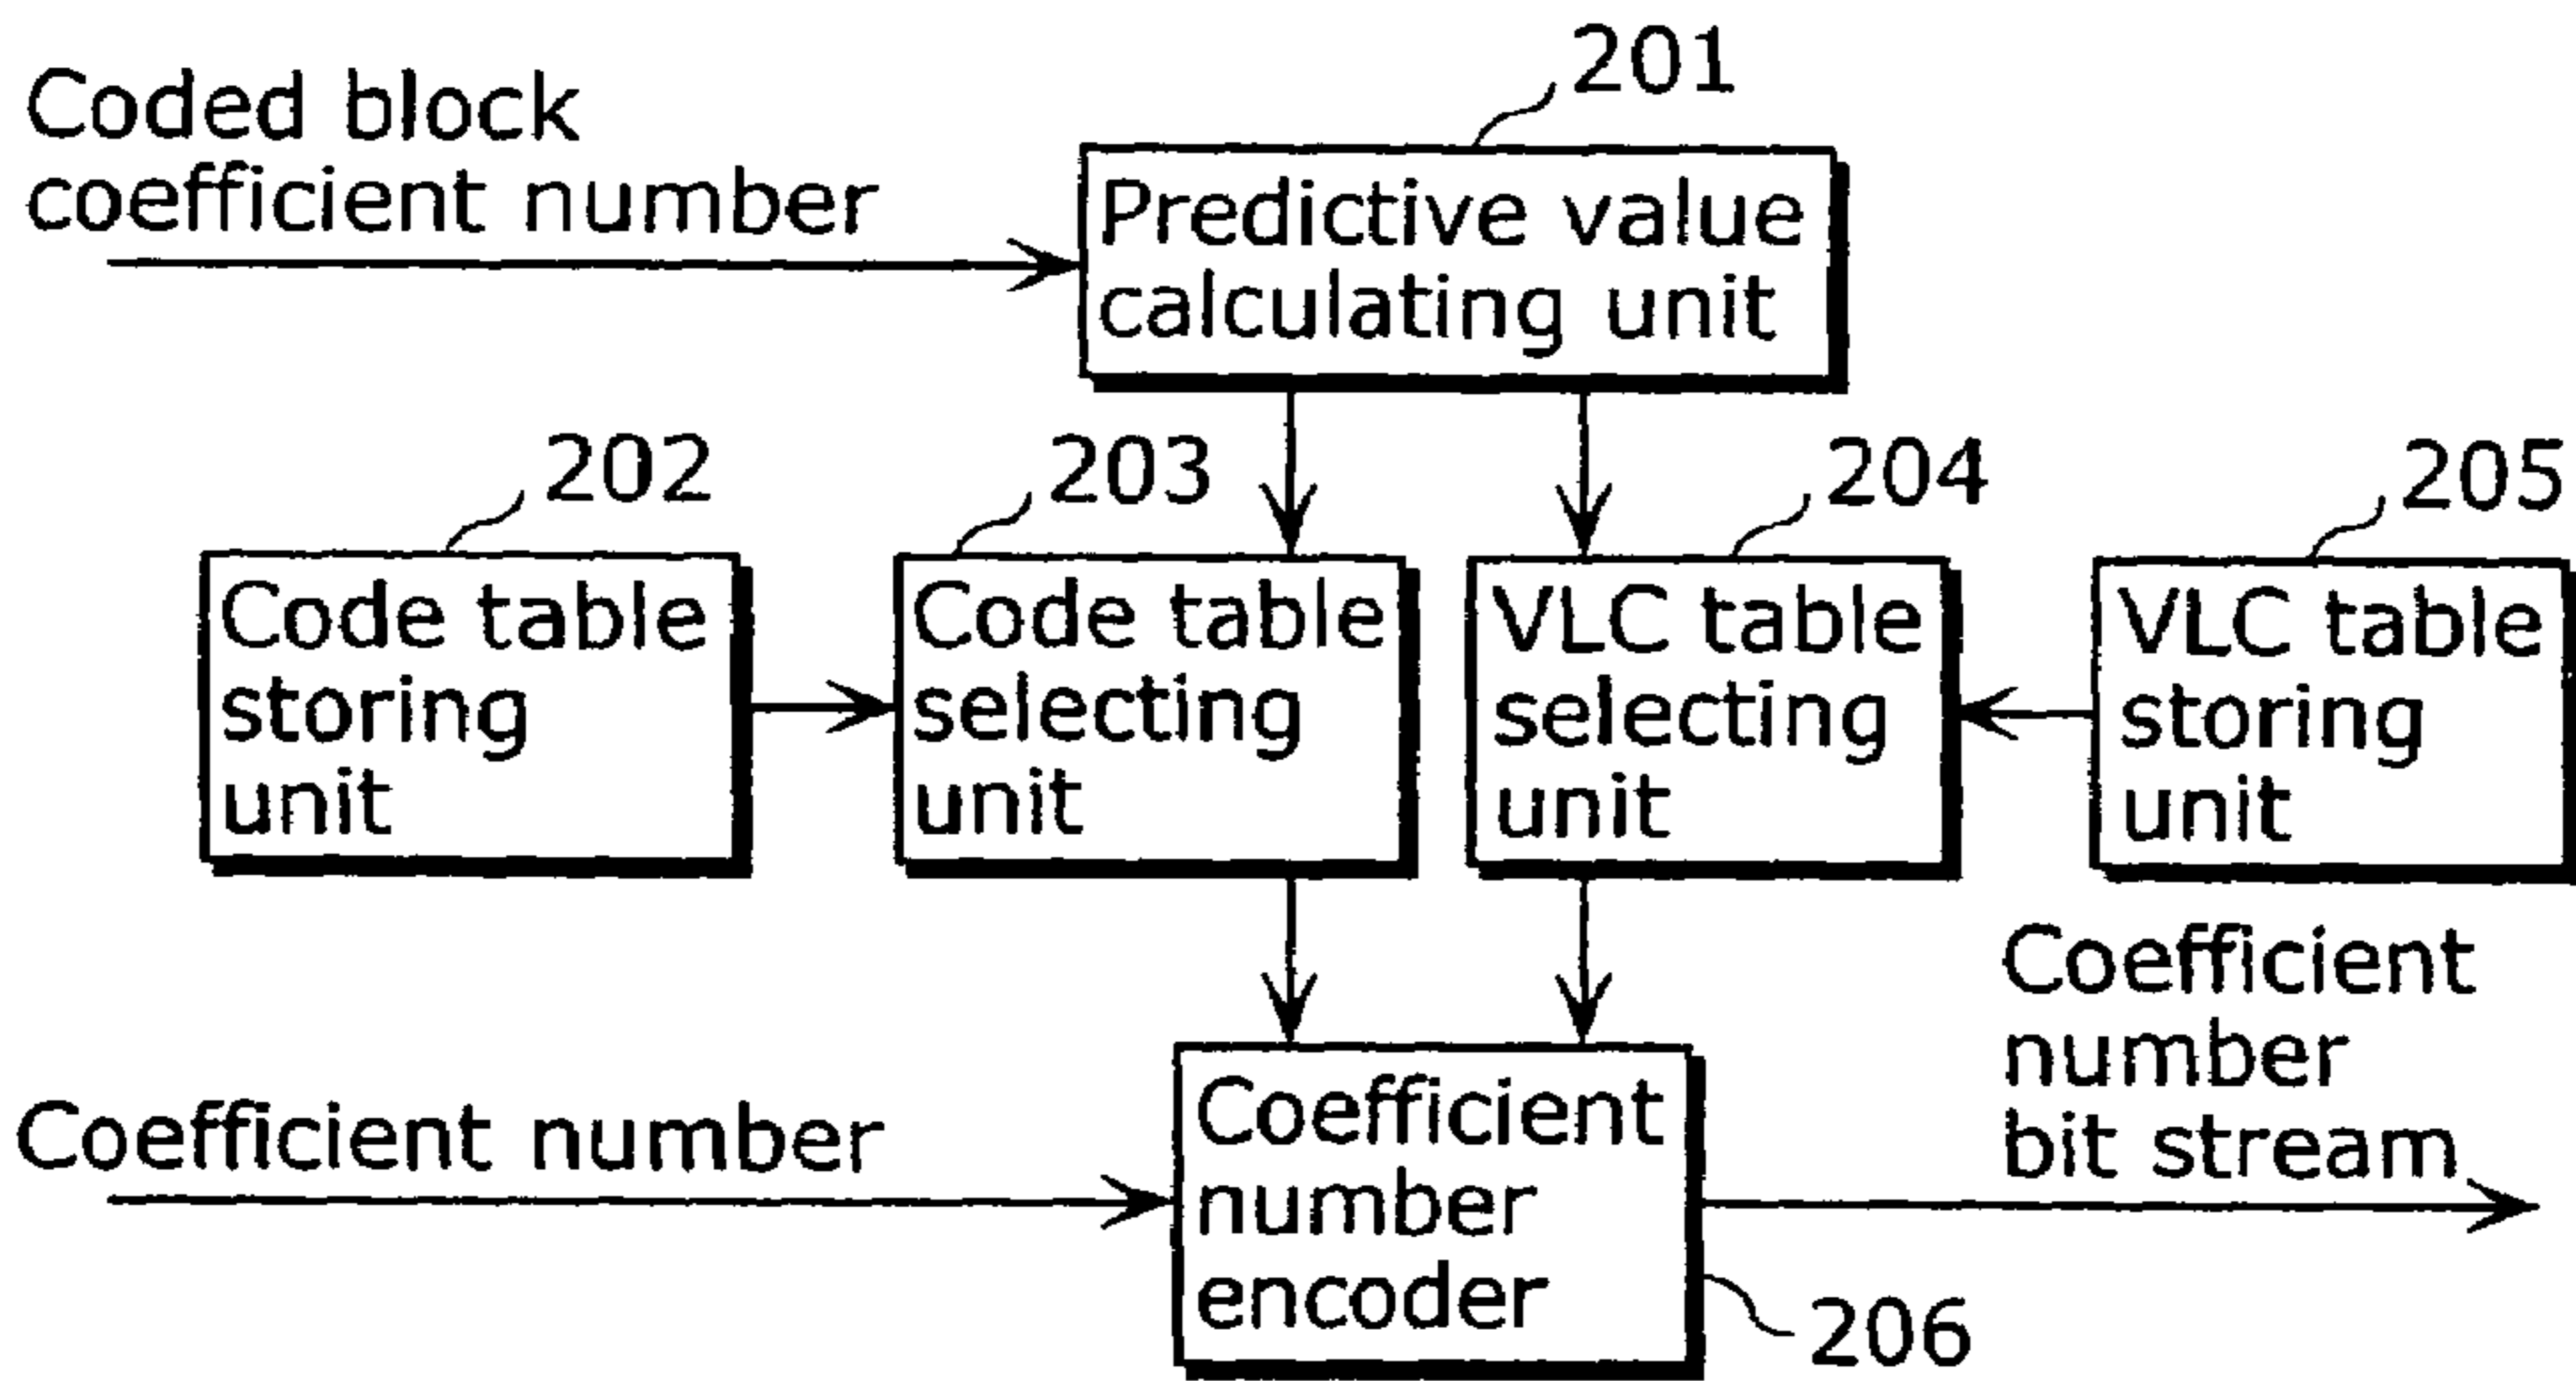 Coded block
coefficient number
201
Predictive value
calculating unit
202
203
204
205
Code table
storing
unit
Code table
selecting
unit
VLC table
selecting
unit
VLC table
storing
unit
Coefficient number
Coefficient
number
encoder
206
Coefficient
number
bit stream